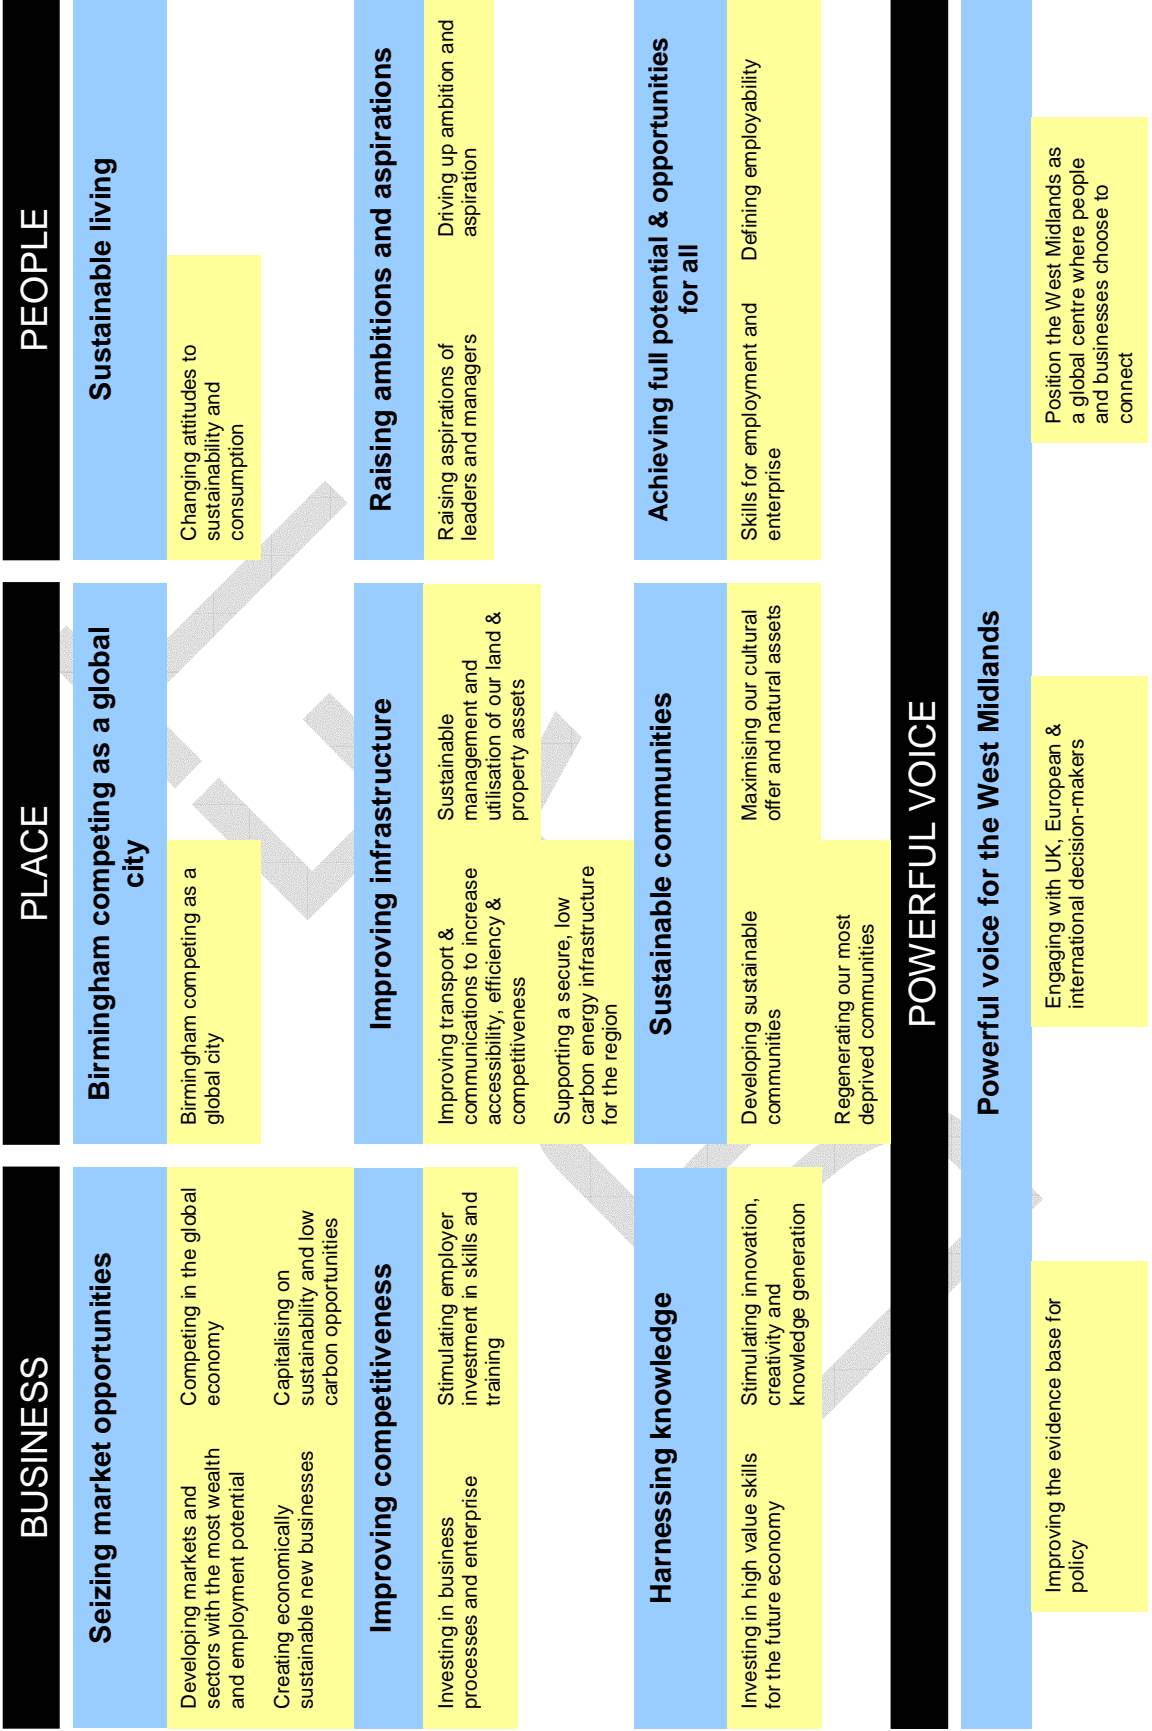 BUSINESS
Seizing market opportunities
Developing markets and
sectors with the most wealth
and employment potential
Competing in the global
economy
Creating economically
sustainable new businesses
Capitalising on
sustainability and low
carbon opportunities
Improving competitiveness
Investing in business
processes and enterprise
Stimulating employer
investment in skills and
training
Harnessing knowledge
Investing in high value skills
for the future economy
Stimulating innovation,
creativity and
knowledge generation
PLACE
Birmingham competing as a global
city
Birmingham competing as a
global city
Improving infrastructure
Improving transport &
communications to increase
accessibility, efficiency &
competitiveness
Sustainable
management and
utilisation of our land &
property assets
Supporting a secure, low
carbon energy infrastructure
for the region
Sustainable communities
Developing sustainable
communities
Maximising our cultural
offer and natural assets
Regenerating our most
deprived communities
PEOPLE
Sustainable living
Changing attitudes to
sustainability and
consumption
Raising ambitions and aspirations
Raising aspirations of
leaders and managers
Driving up ambition and
aspiration
Achieving full potential & opportunities
for all
Skills for employment and
enterprise
Defining employability
POWERFUL VOICE
Powerful voice for the West Midlands
Improving the evidence base for
policy
Engaging with UK, European &
international decision-makers
Position the West Midlands as
a global centre where people
and businesses choose to
connect